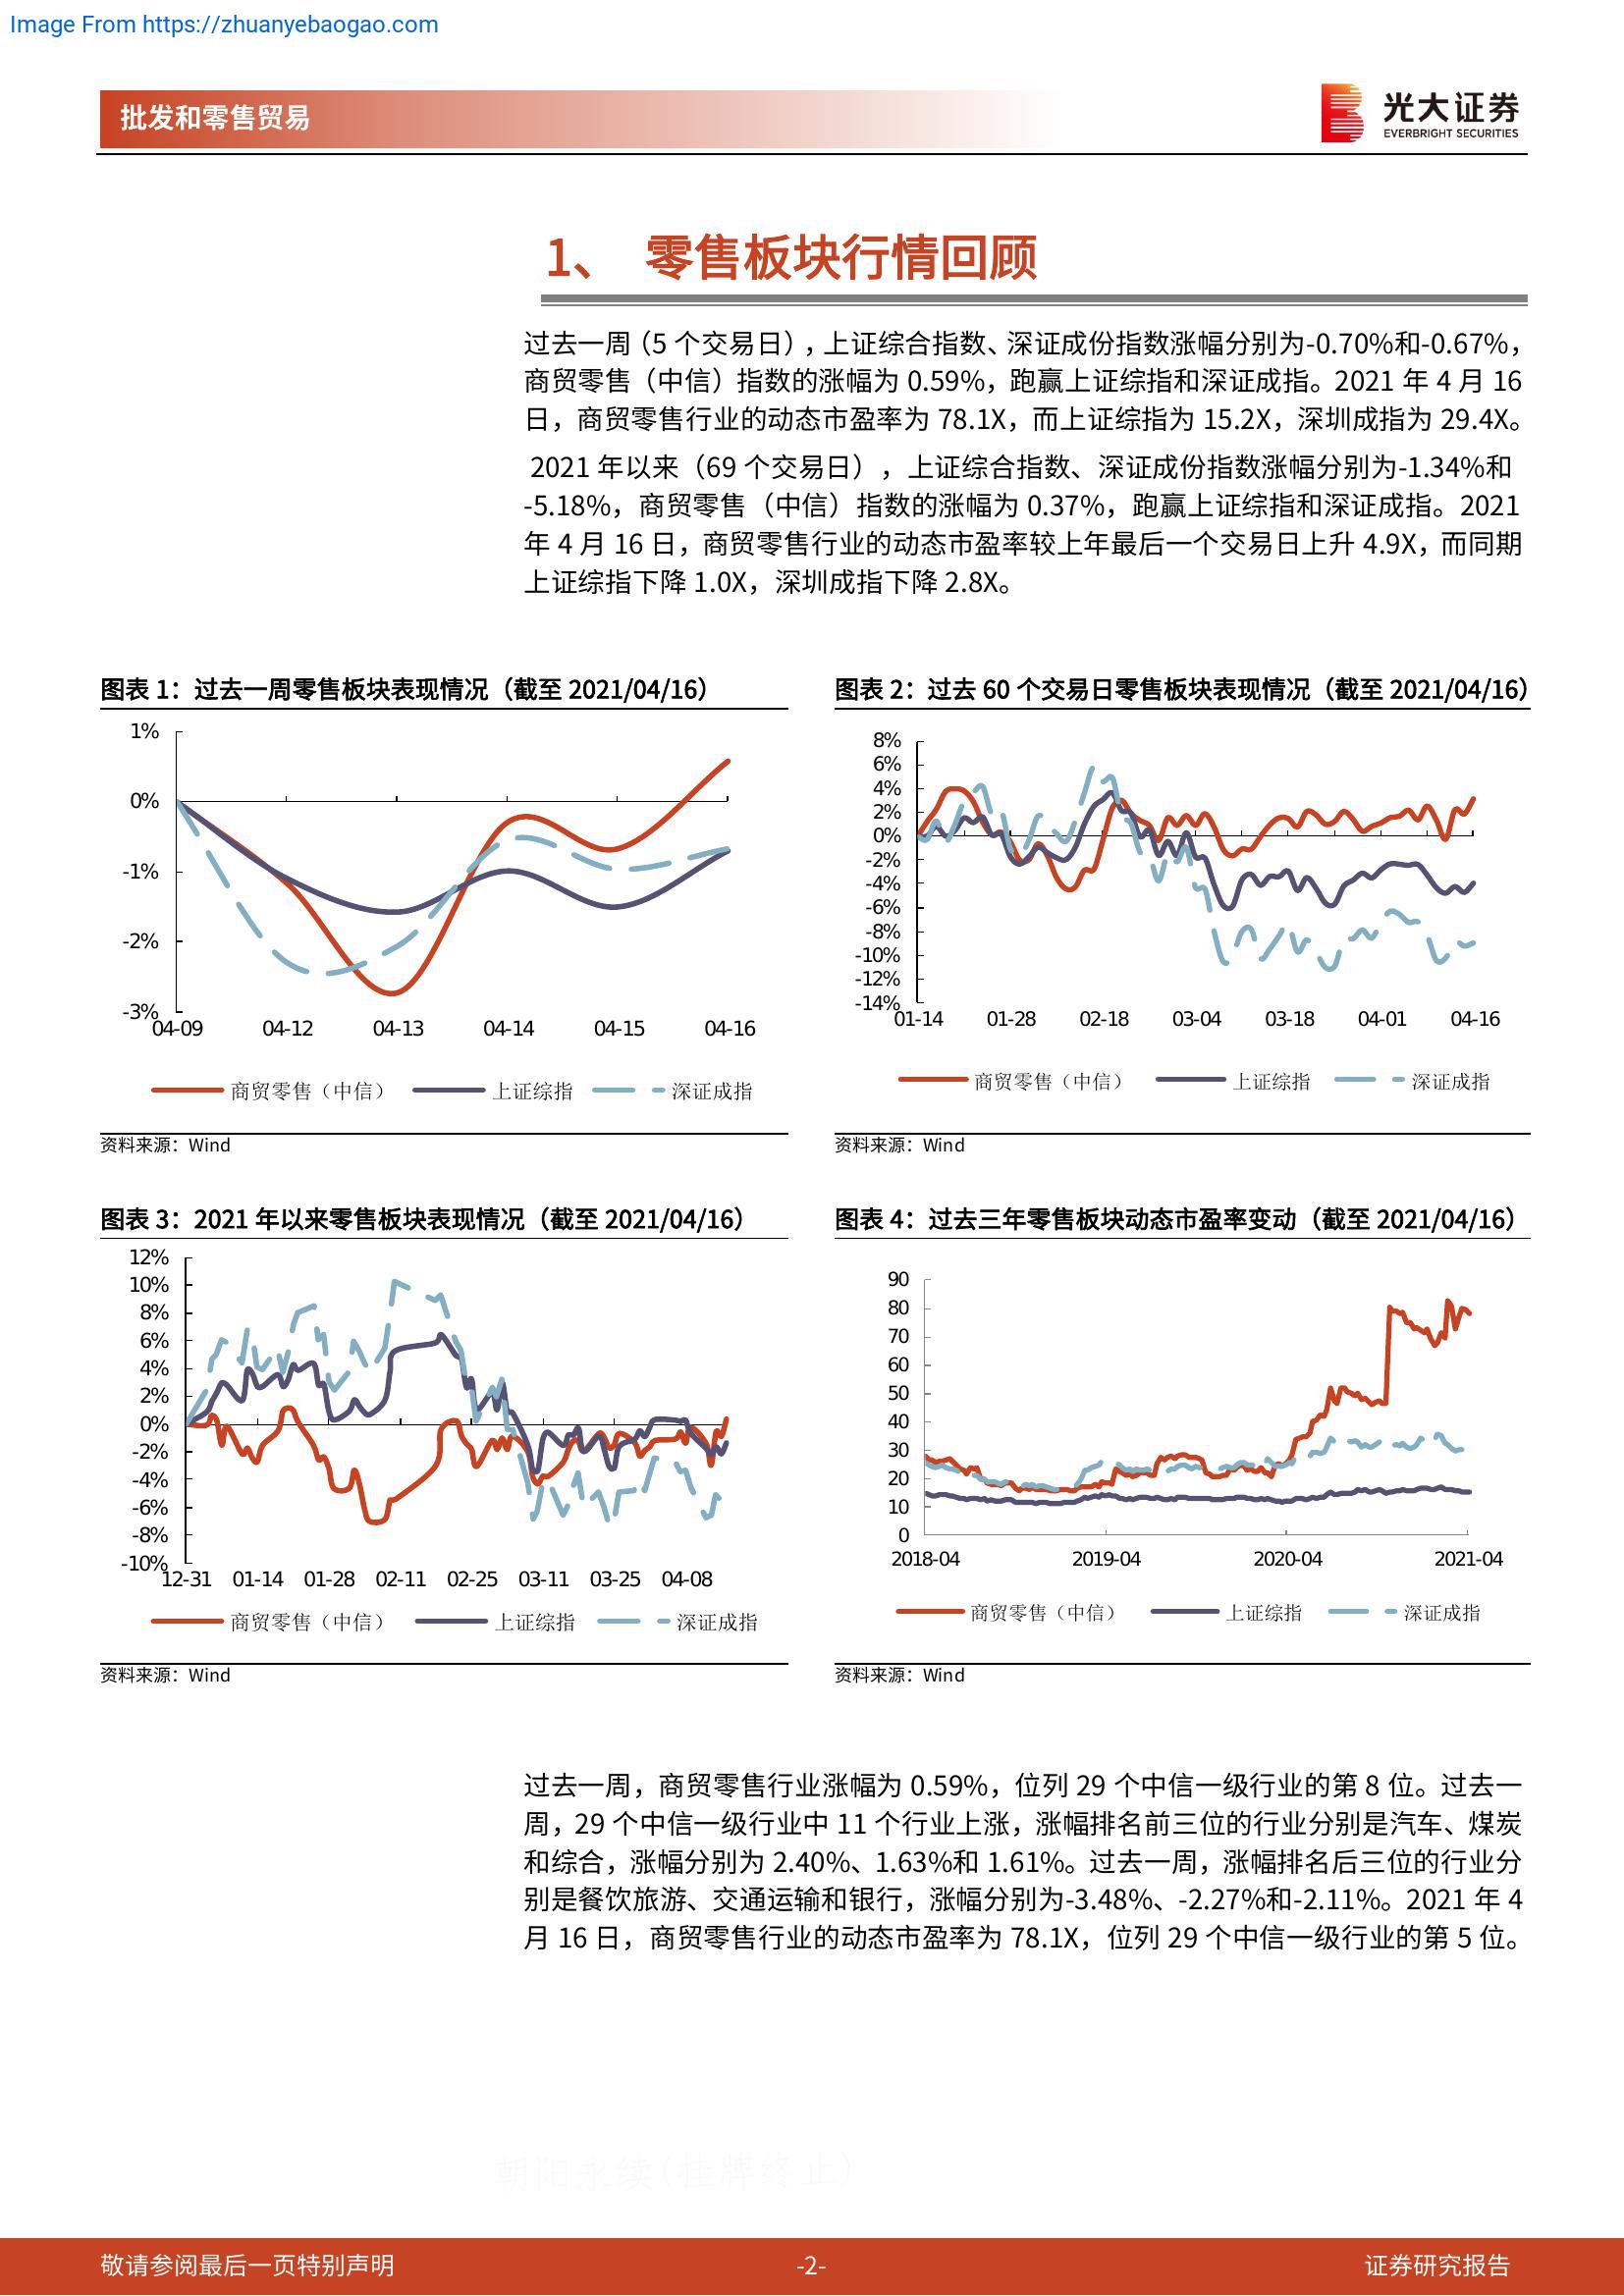 Image From https://zhuanyebaogao.com
批发和零售贸易
光大证券
EVERBRIGHT SECURITIES
1、 零售板块行情回顾
过去一周（5 个交易日），上证综合指数、深证成份指数涨幅分别为-0.70%和-0.67%，
商贸零售（中信）指数的涨幅为 0.59%，跑赢上证综指和深证成指。2021 年 4 月 16
日，商贸零售行业的动态市盈率为 78.1X，而上证综指为 15.2X，深圳成指为 29.4X。
2021 年以来（69 个交易日），上证综合指数、深证成份指数涨幅分别为-1.34%和
-5.18%，商贸零售（中信）指数的涨幅为 0.37%，跑赢上证综指和深证成指。2021
年 4 月 16 日，商贸零售行业的动态市盈率较上年最后一个交易日上升 4.9X，而同期
上证综指下降 1.0X，深圳成指下降 2.8X。
图表 1：过去一周零售板块表现情况（截至 2021/04/16）
1%
0%
-1%
-2%
-3%
04-09 04-12 04-13 04-14 04-15 04-16
商贸零售（中信） 上证综指 深证成指
资料来源：Wind
图表 2：过去 60 个交易日零售板块表现情况（截至 2021/04/16）
8%
6%
4%
2%
0%
-2%
-4%
-6%
-8%
-10%
-12%
-14%
01-14 01-28 02-18 03-04 03-18 04-01 04-16
商贸零售（中信） 上证综指 深证成指
资料来源：Wind
图表 3：2021 年以来零售板块表现情况（截至 2021/04/16）
12%
10%
8%
6%
4%
2%
0%
-2%
-4%
-6%
-8%
-10%
12-31 01-14 01-28 02-11 02-25 03-11 03-25 04-08
商贸零售（中信） 上证综指 深证成指
资料来源：Wind
图表 4：过去三年零售板块动态市盈率变动（截至 2021/04/16）
90
80
70
60
50
40
30
20
10
0
2018-04 2019-04 2020-04 2021-04
商贸零售（中信） 上证综指 深证成指
资料来源：Wind
过去一周，商贸零售行业涨幅为 0.59%，位列 29 个中信一级行业的第 8 位。过去一
周，29 个中信一级行业中 11 个行业上涨，涨幅排名前三位的行业分别是汽车、煤炭
和综合，涨幅分别为 2.40%、1.63%和 1.61%。过去一周，涨幅排名后三位的行业分
别是餐饮旅游、交通运输和银行，涨幅分别为-3.48%、-2.27%和-2.11%。2021 年 4
月 16 日，商贸零售行业的动态市盈率为 78.1X，位列 29 个中信一级行业的第 5 位。
敬请参阅最后一页特别声明
-2-
证券研究报告